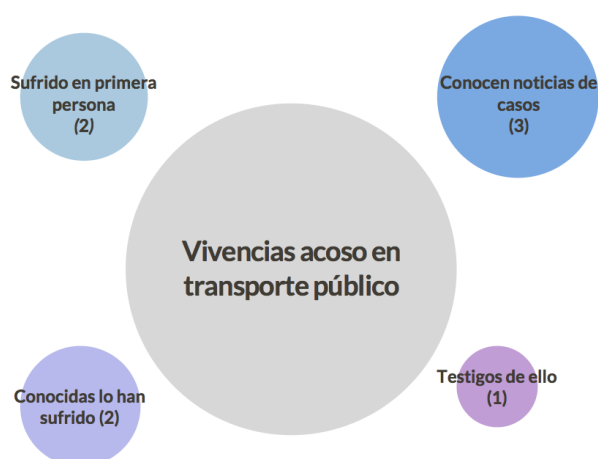 Sufrido en primera
persona
(2)
Conocen noticias de
casos
(3)
Vivencias acoso en
transporte público
Conocidas lo han
sufrido (2)
Testigos de ello
(1)